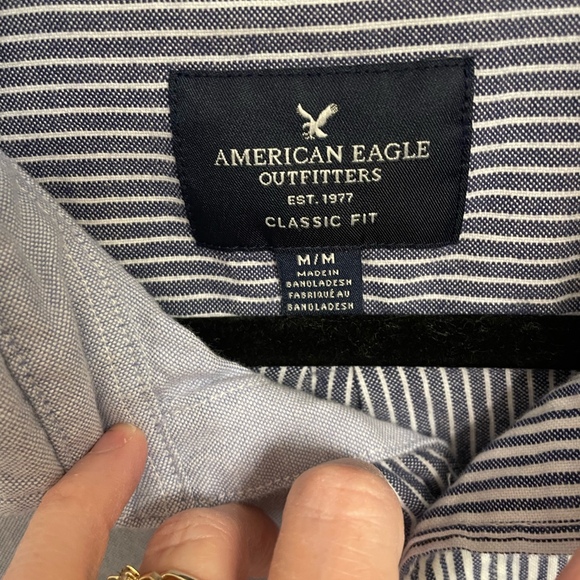 AMERICAN EAGLE
OUTFITTERS
EST. 1977
CLASSIC FIT
M/M
MADE IN
BANGLADESH
FABRIQUÉ AU
BANGLADESH